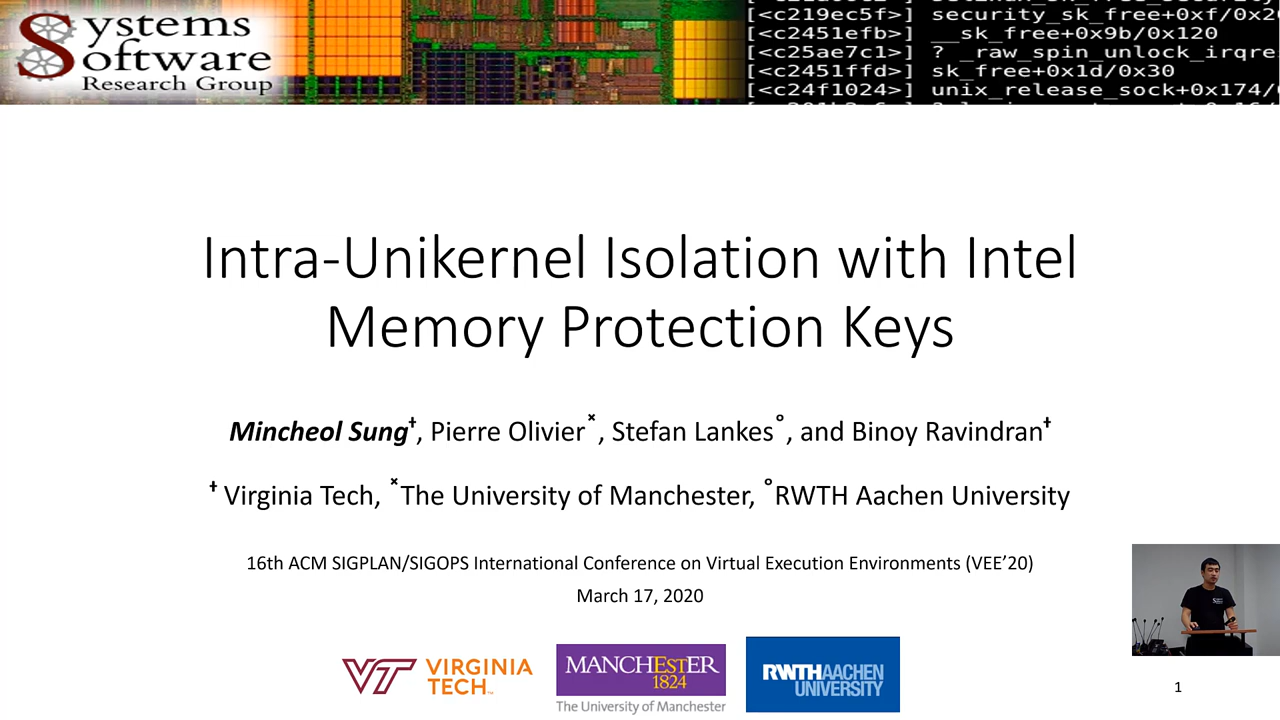 Systems
Software
Research Group
[<c219ec5f>] security_sk_free+0xf/0x2
[<c2451efb>] __sk_free+0x9b/0x120
[<c25ae7c1>] ? _raw_spin_unlock_irqre
[<c2451ffd>] sk_free+0x1d/0x30
[<c24f1024>] unix_release_sock+0x174/
Intra-Unikernel Isolation with Intel
Memory Protection Keys
Mincheol Sung†, Pierre Olivier×, Stefan Lankes°, and Binoy Ravindran†
† Virginia Tech, ×The University of Manchester, °RWTH Aachen University
16th ACM SIGPLAN/SIGOPS International Conference on Virtual Execution Environments (VEE’20)
March 17, 2020
VT VIRGINIA TECH
MANCHESTER
1824
The University of Manchester
RWTH AACHEN
UNIVERSITY
1